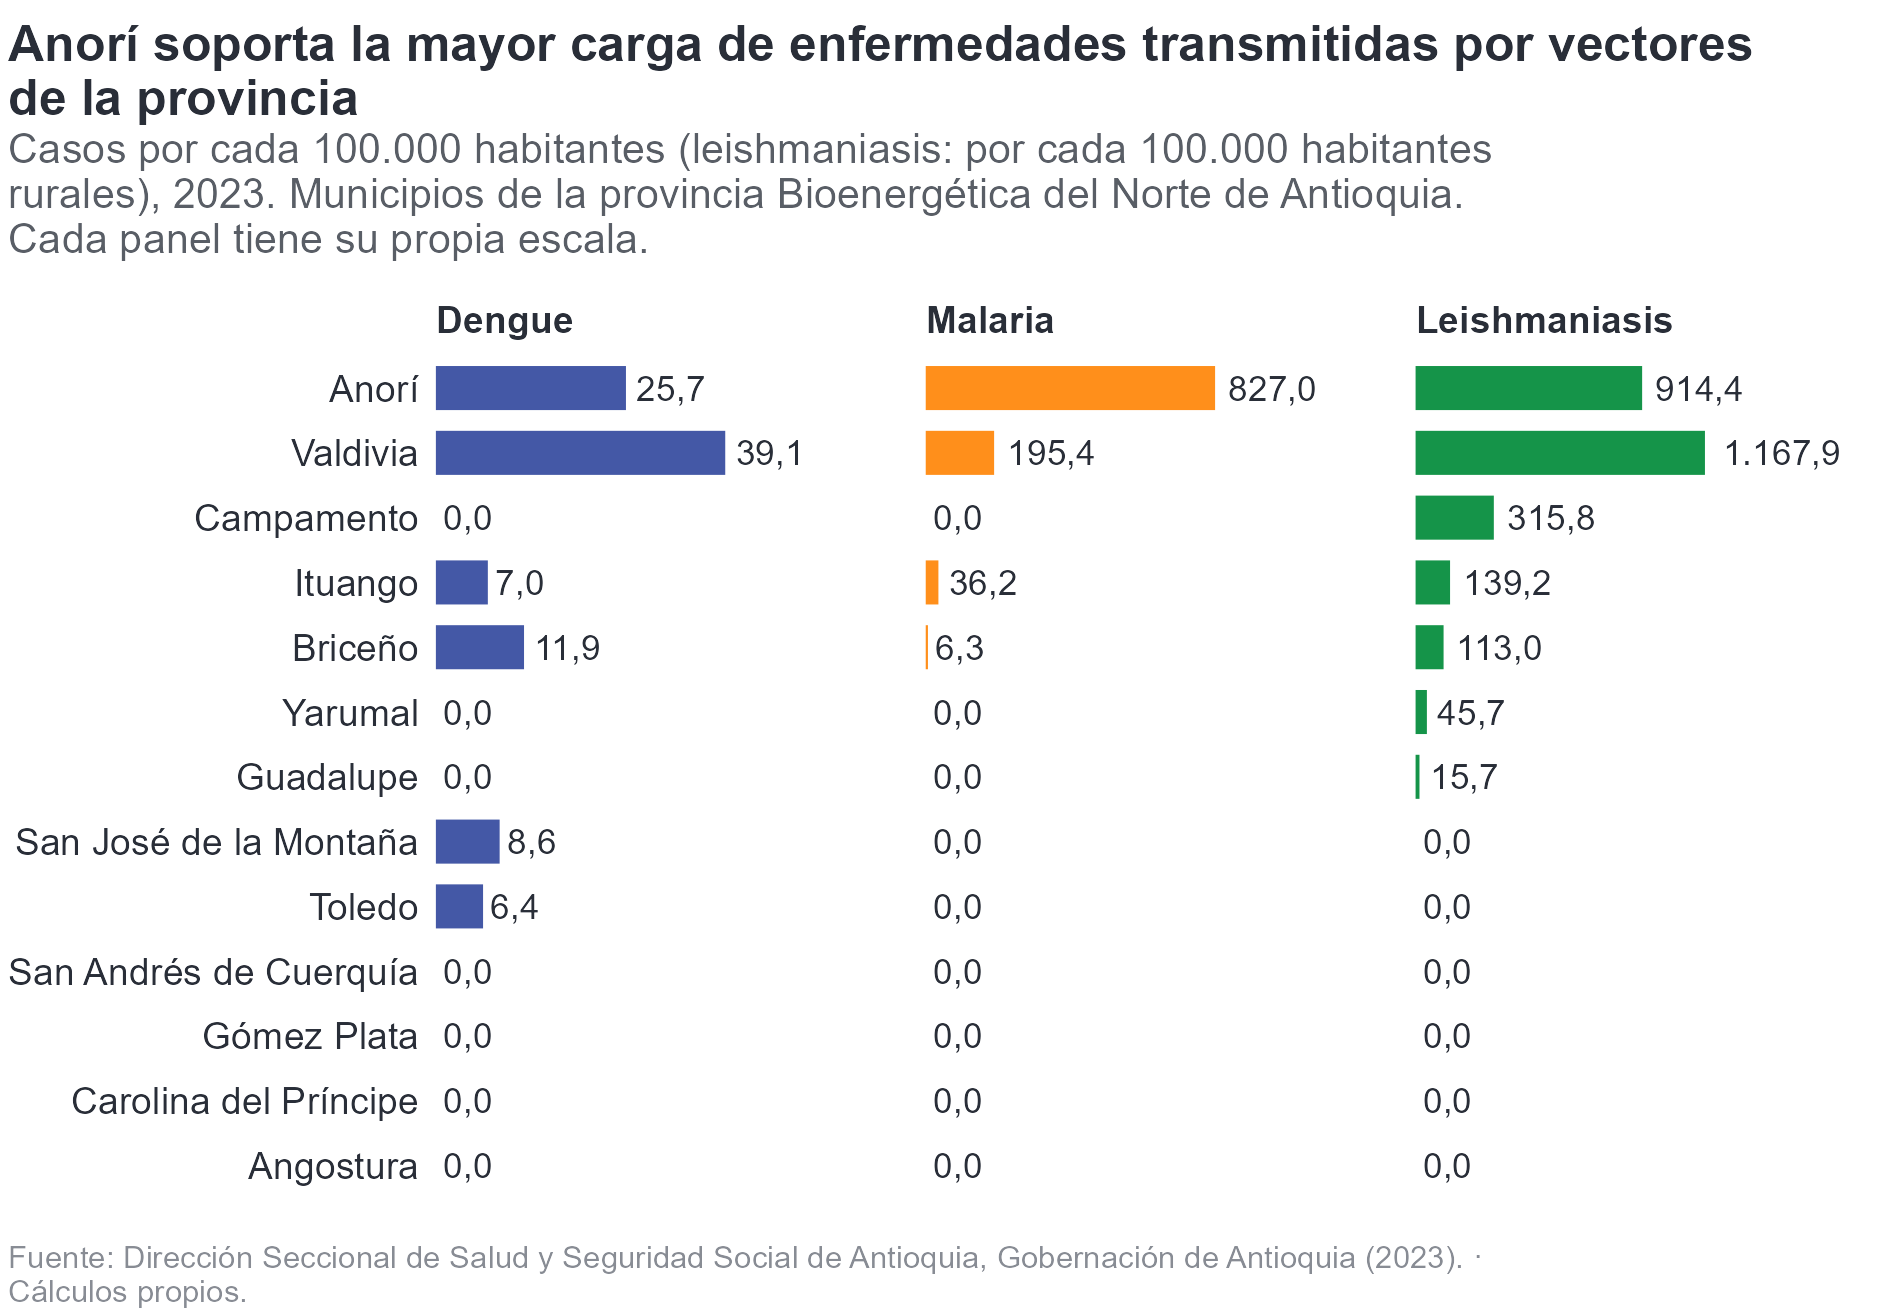 Anorí soporta la mayor carga de enfermedades transmitidas por vectores
de la provincia
Casos por cada 100.000 habitantes (leishmaniasis: por cada 100.000 habitantes
rurales), 2023. Municipios de la provincia Bioenergética del Norte de Antioquia.
Cada panel tiene su propia escala.
Dengue Malaria Leishmaniasis
Anorí 25,7 827,0 914,4
Valdivia 39,1 195,4 1.167,9
Campamento 0,0 0,0 315,8
Ituango 7,0 36,2 139,2
Briceño 11,9 6,3 113,0
Yarumal 0,0 0,0 45,7
Guadalupe 0,0 0,0 15,7
San José de la Montaña 8,6 0,0 0,0
Toledo 6,4 0,0 0,0
San Andrés de Cuerquía 0,0 0,0 0,0
Gómez Plata 0,0 0,0 0,0
Carolina del Príncipe 0,0 0,0 0,0
Angostura 0,0 0,0 0,0
Fuente: Dirección Seccional de Salud y Seguridad Social de Antioquia, Gobernación de Antioquia (2023). ·
Cálculos propios.